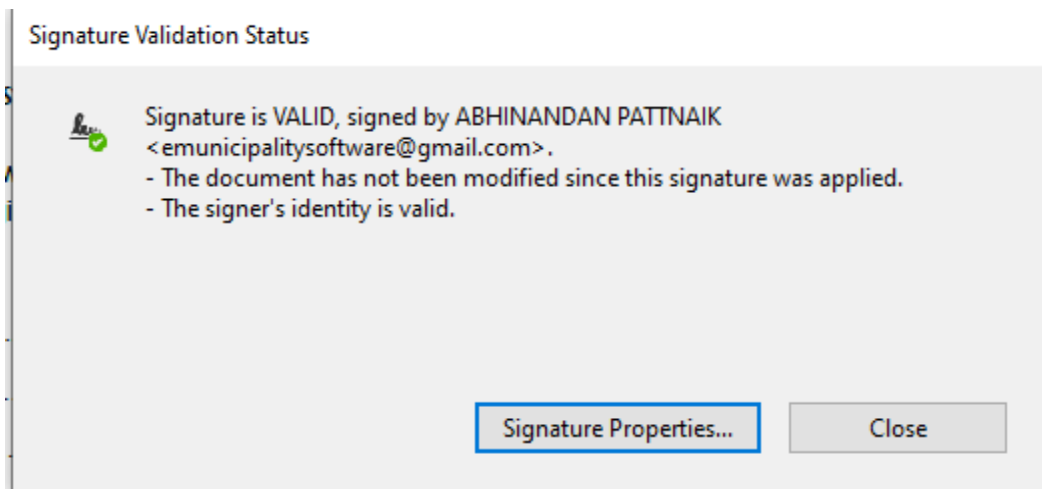 Signature Validation Status
Signature is VALID, signed by ABHINANDAN PATTNAIK
<emunicipalitysoftware@gmail.com>.
- The document has not been modified since this signature was applied.
- The signer's identity is valid.
Signature Properties...
Close